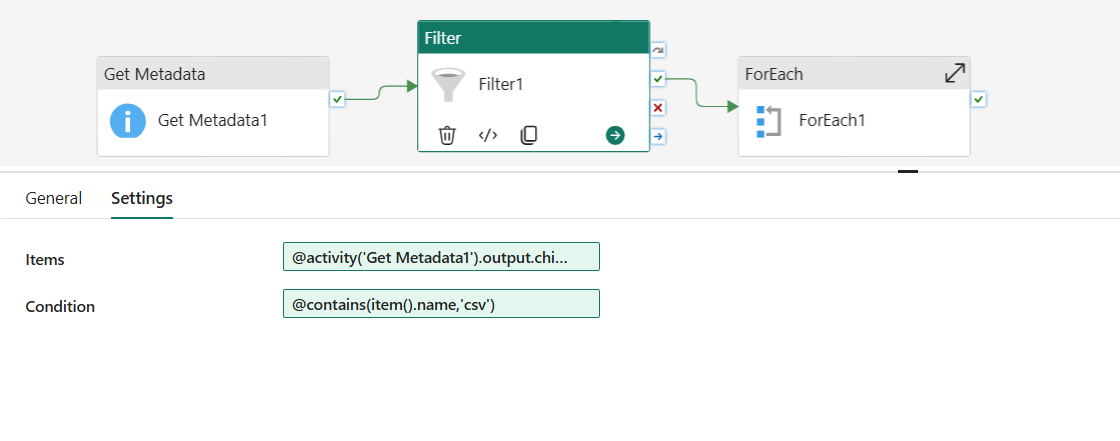 Get Metadata
Get Metadata1
Filter
Filter1
</>
ForEach
ForEach1
General
Settings
Items
@activity('Get Metadata1').output.chi...
Condition
@contains(item().name,'csv')